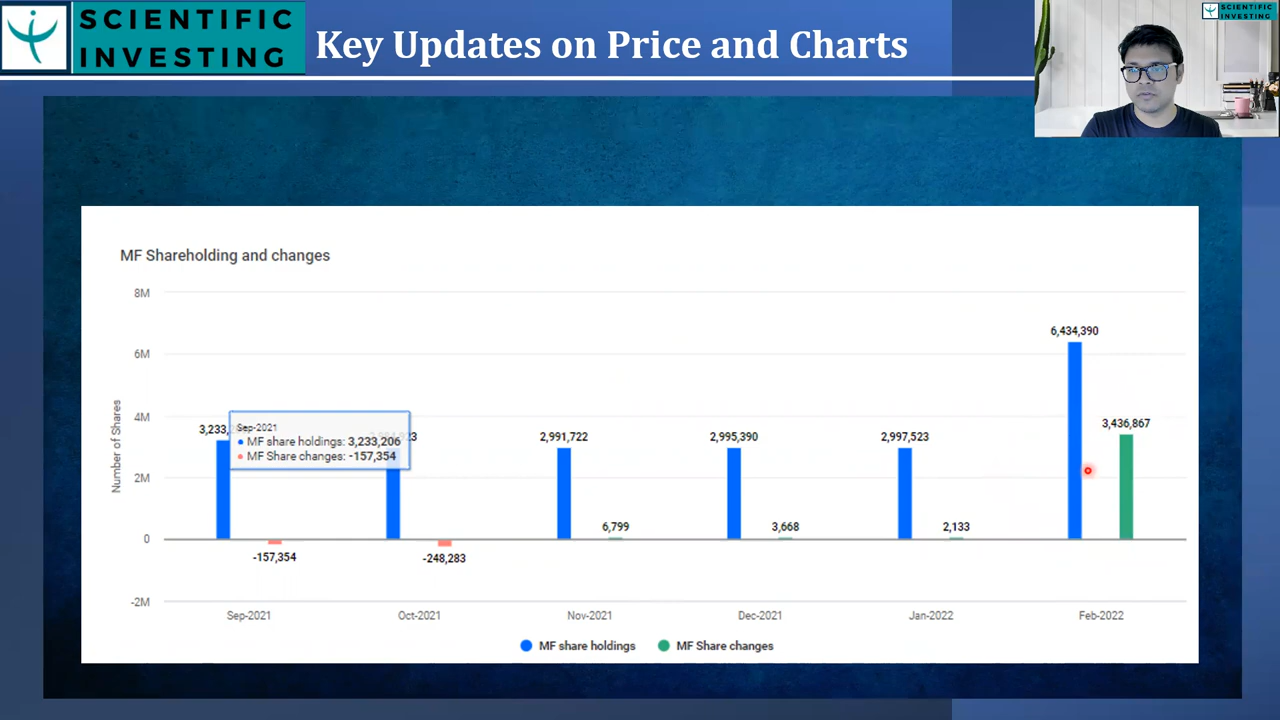 SCIENTIFIC
INVESTING
Key Updates on Price and Charts
SCIENTIFIC
INVESTING
MF Shareholding and changes
8M
6M
4M
2M
0
-2M
Number of Shares
Sep-2021
MF share holdings: 3,233,206
MF Share changes: -157,354
2,991,722
2,995,390
2,997,523
6,434,390
3,436,867
-157,354
-248,283
6,799
3,668
2,133
Sep-2021
Oct-2021
Nov-2021
Dec-2021
Jan-2022
Feb-2022
MF share holdings
MF Share changes